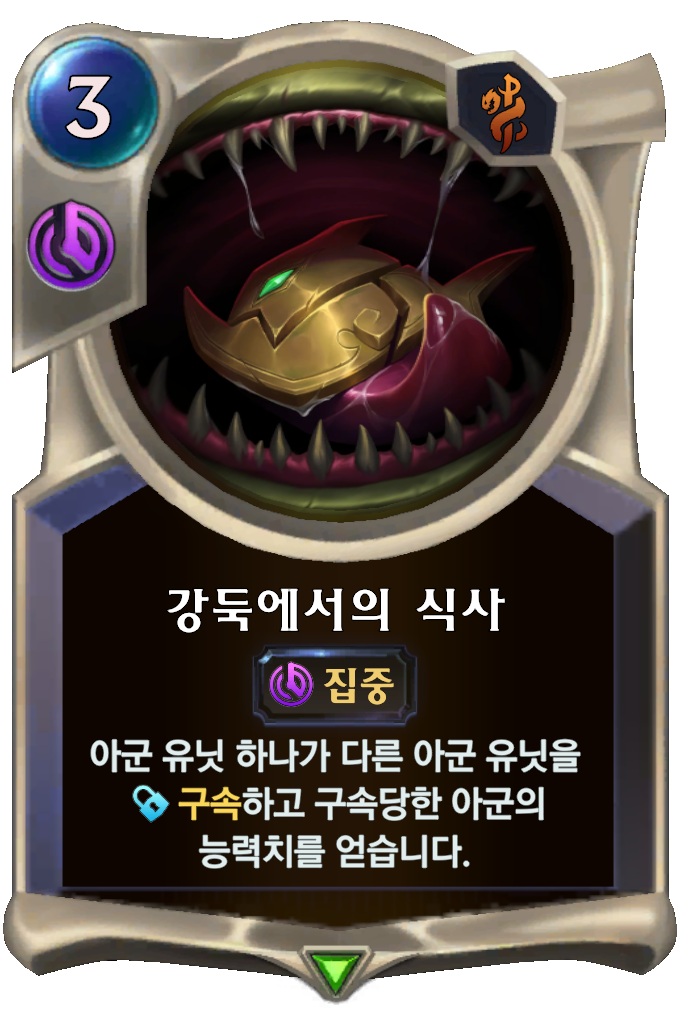 3
강둑에서의 식사
집중
아군 유닛 하나가 다른 아군 유닛을
구속하고 구속당한 아군의
능력치를 얻습니다.